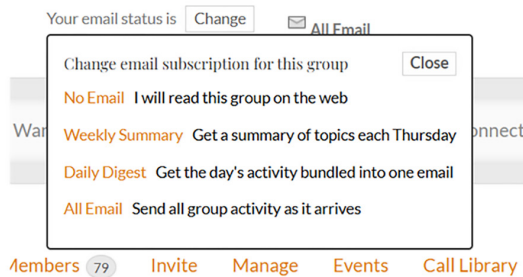 Your email status is Change All Email
Change email subscription for this group Close
No Email I will read this group on the web
Weekly Summary Get a summary of topics each Thursday
Daily Digest Get the day's activity bundled into one email
All Email Send all group activity as it arrives
79 Invite Manage Events Call Library